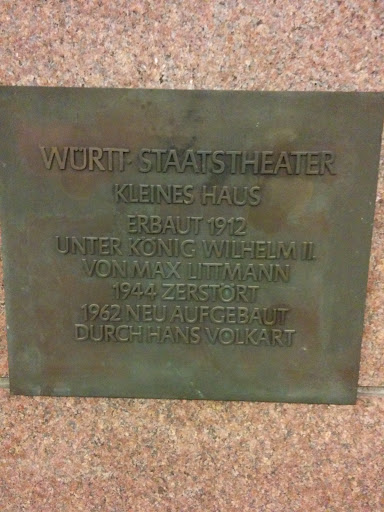 WÜRTT. STAATSTHEATER
KLEINES HAUS
ERBAUT 1912
UNTER KÖNIG WILHELM II.
VON MAX LITTMANN
1944 ZERSTÖRT
1962 NEU AUFGEBAUT
DURCH HANS VOLKART